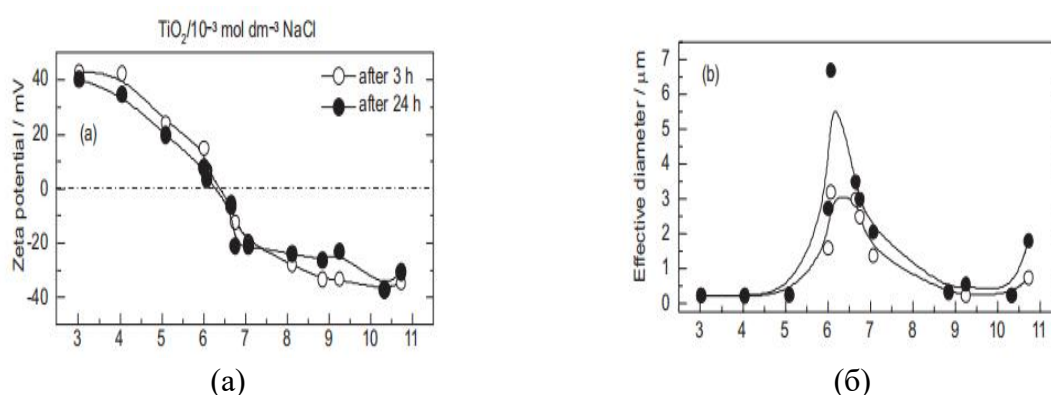 TiO₂/10⁻³ mol dm⁻³ NaCl
Zeta potential / mV
40
20
0
-20
-40
(a)
after 3 h
after 24 h
3 4 5 6 7 8 9 10 11
(а)
Effective diameter / μm
7
6
5
4
3
2
1
0
(b)
3 4 5 6 7 8 9 10 11
(б)